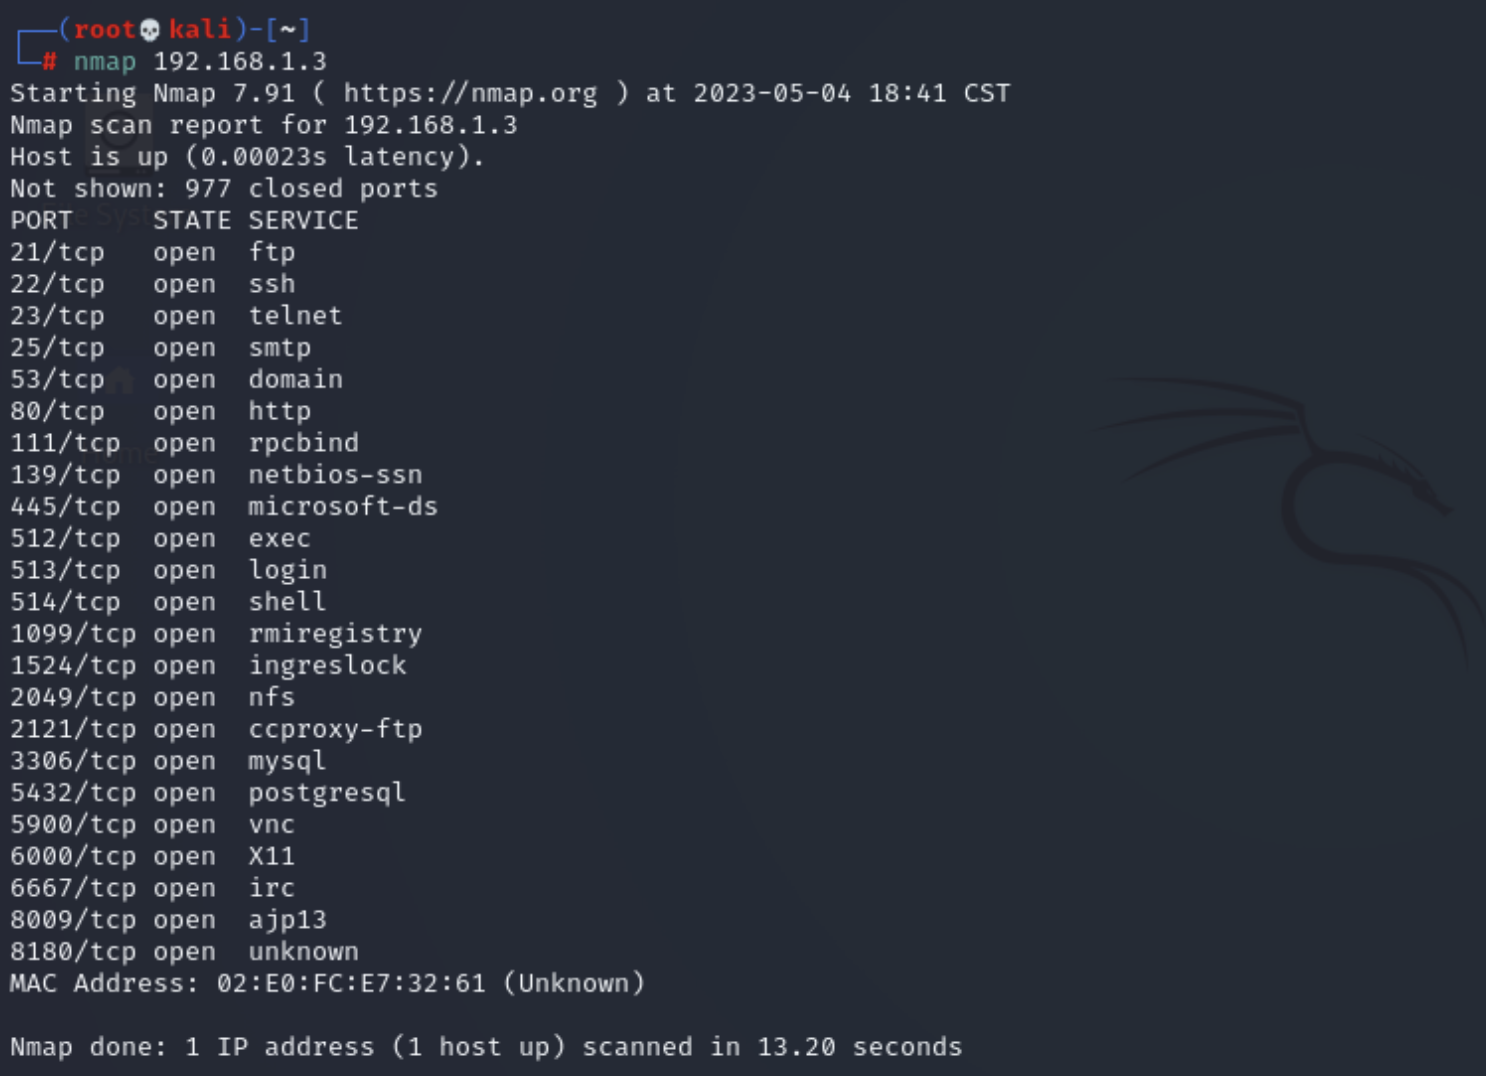 (root💀kali)-[~]
# nmap 192.168.1.3
Starting Nmap 7.91 ( https://nmap.org ) at 2023-05-04 18:41 CST
Nmap scan report for 192.168.1.3
Host is up (0.00023s latency).
Not shown: 977 closed ports
PORT     STATE SERVICE
21/tcp   open  ftp
22/tcp   open  ssh
23/tcp   open  telnet
25/tcp   open  smtp
53/tcp   open  domain
80/tcp   open  http
111/tcp  open  rpcbind
139/tcp  open  netbios-ssn
445/tcp  open  microsoft-ds
512/tcp  open  exec
513/tcp  open  login
514/tcp  open  shell
1099/tcp open  rmiregistry
1524/tcp open  ingreslock
2049/tcp open  nfs
2121/tcp open  ccproxy-ftp
3306/tcp open  mysql
5432/tcp open  postgresql
5900/tcp open  vnc
6000/tcp open  X11
6667/tcp open  irc
8009/tcp open  ajp13
8180/tcp open  unknown
MAC Address: 02:E0:FC:E7:32:61 (Unknown)
Nmap done: 1 IP address (1 host up) scanned in 13.20 seconds